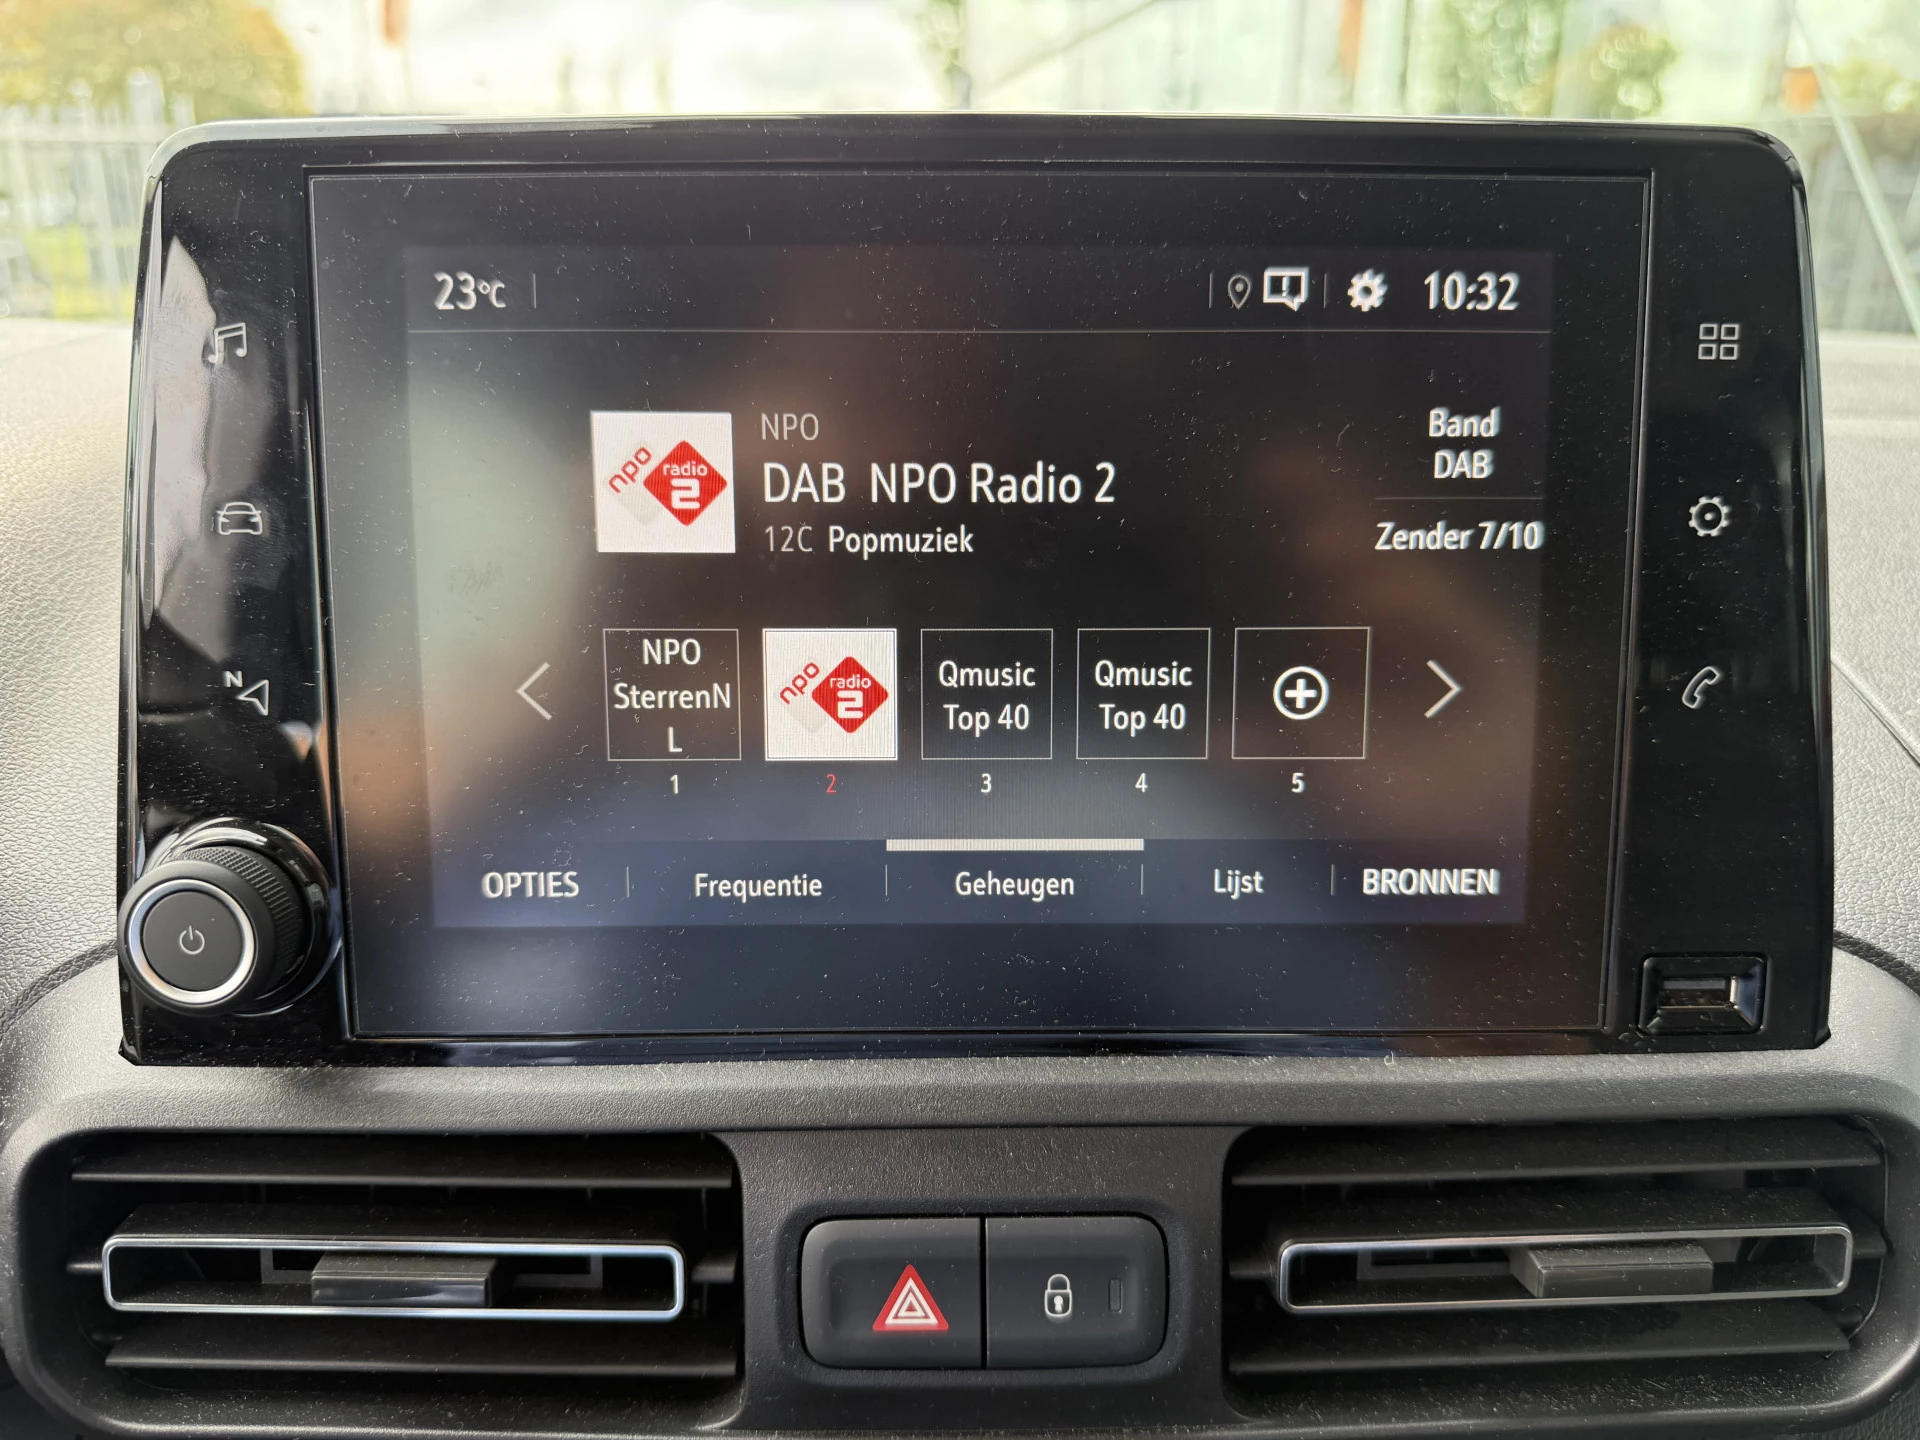 23°C
10:32
NPO
DAB NPO Radio 2
12C Popmuziek
npo radio 2
Band
DAB
Zender 7/10
N
NPO
SterrenN
L
npo radio 2
Qmusic
Top 40
Qmusic
Top 40
1
2
3
4
5
OPTIES
Frequentie
Geheugen
Lijst
BRONNEN